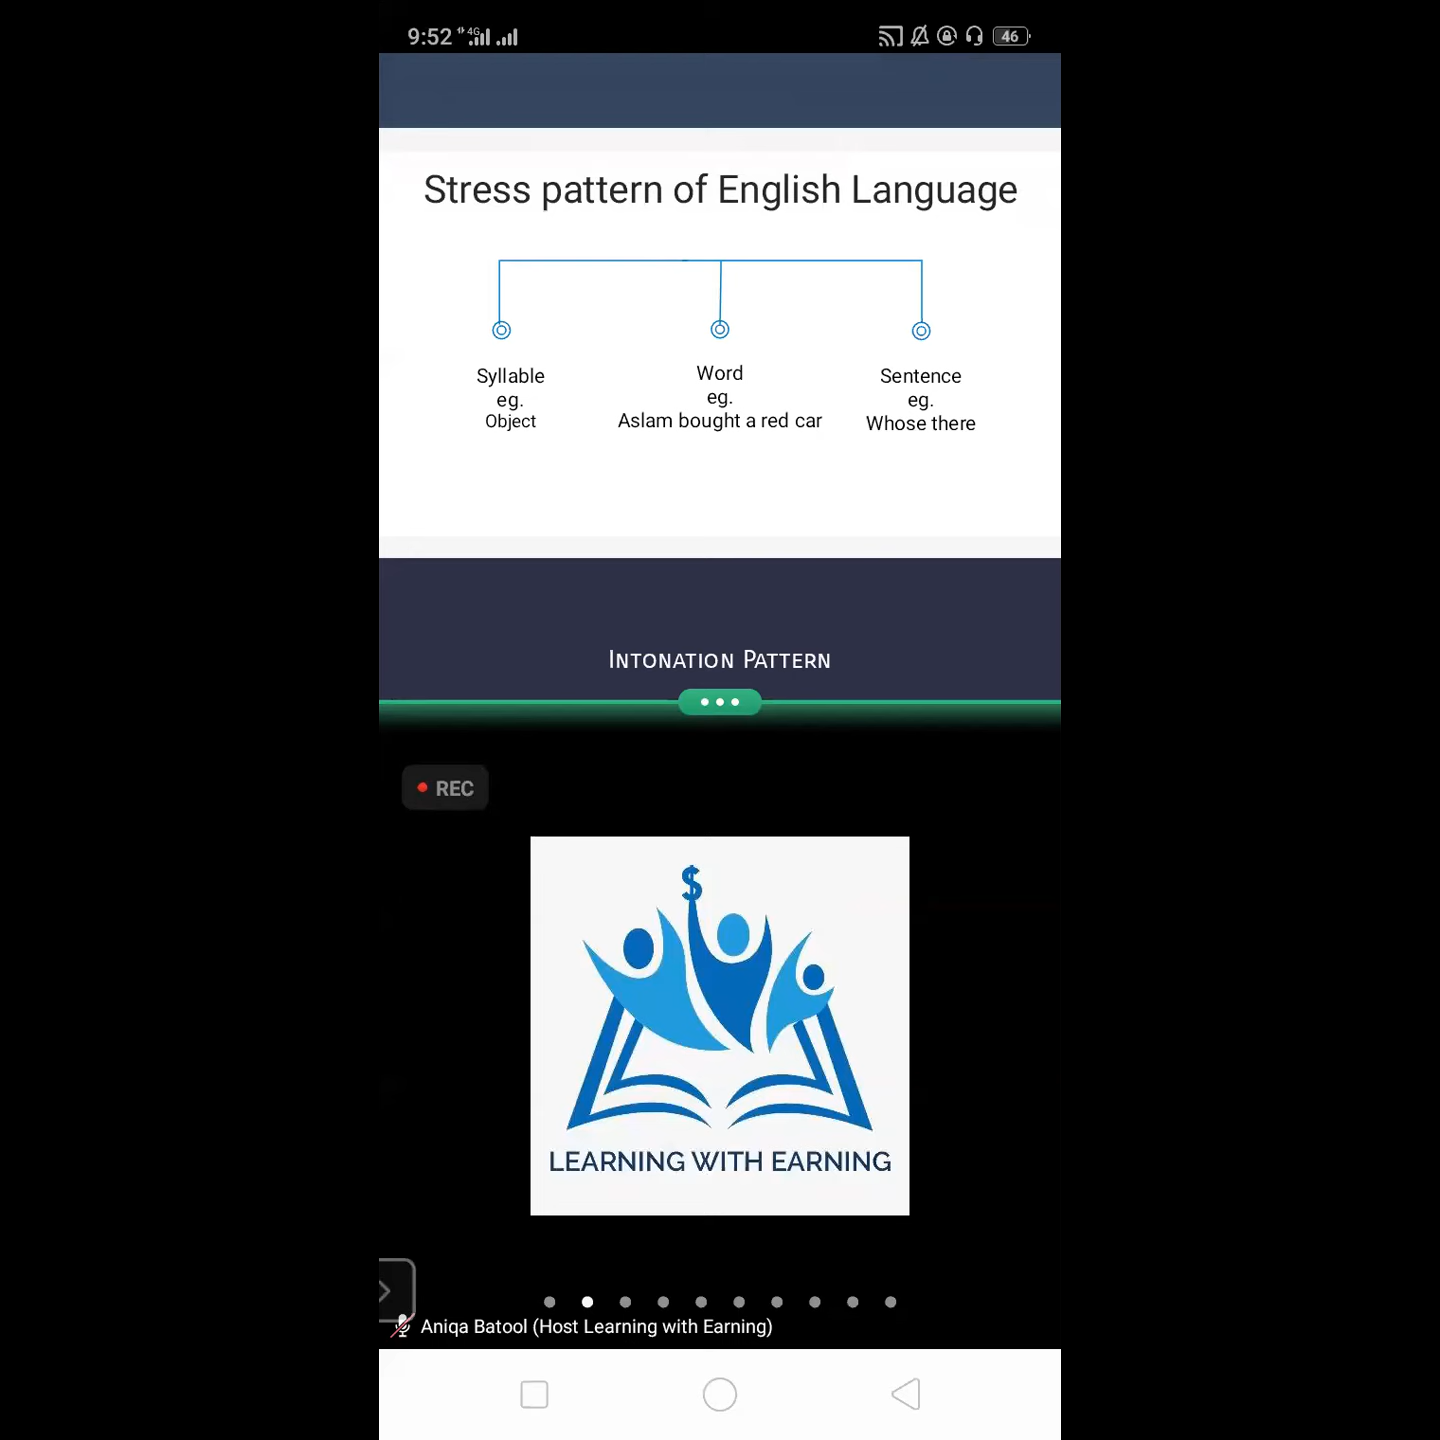 9:52 4G 46
Stress pattern of English Language
Syllable
eg.
Object
Word
eg.
Aslam bought a red car
Sentence
eg.
Whose there
INTONATION PATTERN
REC
$
LEARNING WITH EARNING
Aniqa Batool (Host Learning with Earning)